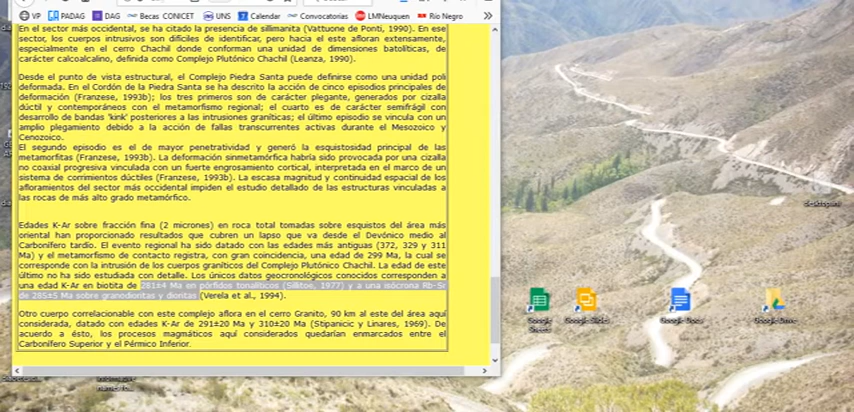 VP PADAG DAG Becas CONICET UNS Calendar Convocatorias LMNeuquen Río Negro
En el sector más occidental, se ha citado la presencia de sillimanita (Vattuone de Ponti, 1990). En ese
sector, los cuerpos intrusivos son difíciles de identificar, pero hacia el este afloran extensamente,
especialmente en el cerro Chachil donde conforman una unidad de dimensiones batolíticas, de
carácter calcoalcalino, definida como Complejo Plutónico Chachil (Leanza, 1990).
Desde el punto de vista estructural, el Complejo Piedra Santa puede definirse como una unidad poli
deformada. En el Cordón de la Piedra Santa se ha descrito la acción de cinco episodios principales de
deformación (Franzese, 1993b); los tres primeros son de carácter plegante, generados por cizalla
dúctil y contemporáneos con el metamorfismo regional; el cuarto es de carácter semifrágil con
desarrollo de bandas 'kink' posteriores a las intrusiones graníticas; el último episodio se vincula con un
amplio plegamiento debido a la acción de fallas transcurrentes activas durante el Mesozoico y
Cenozoico.
El segundo episodio es el de mayor penetratividad y generó la esquistosidad principal de las
metamorfitas (Franzese, 1993b). La deformación sinmetamórfica habría sido provocada por una cizalla
no coaxial progresiva vinculada con un fuerte engrosamiento cortical, interpretada en el marco de un
sistema de corrimientos dúctiles (Franzese, 1993b). La escasa magnitud y continuidad espacial de los
afloramientos del sector más occidental impiden el estudio detallado de las estructuras vinculadas a
las rocas de más alto grado metamórfico.
Edades K-Ar sobre fracción fina (2 micrones) en roca total tomadas sobre esquistos del área más
oriental han proporcionado resultados que cubren un lapso que va desde el Devónico medio al
Carbonífero tardío. El evento regional ha sido datado con las edades más antiguas (372, 329 y 311
Ma) y el metamorfismo de contacto registra, con gran coincidencia, una edad de 299 Ma, la cual se
corresponde con la intrusión de los cuerpos graníticos del Complejo Plutónico Chachil. La edad de este
último no ha sido estudiada con detalle. Los únicos datos geocronológicos conocidos corresponden a
una edad K-Ar en biotita de 281±4 Ma en pórfidos tonalíticos (Sillitoe, 1977) y a una isócrona Rb-Sr
de 285±5 Ma sobre granodioritas y dioritas (Verela et al., 1994).
Otro cuerpo correlacionable con este complejo aflora en el cerro Granito, 90 km al este del área aquí
considerada, datado con edades K-Ar de 291±20 Ma y 310±20 Ma (Stipanicic y Linares, 1969). De
acuerdo a ésto, los procesos magmáticos aquí considerados quedarían enmarcados entre el
Carbonífero Superior y el Pérmico Inferior.
Google Sheets
Google Slides
Google Docs
Google Drive